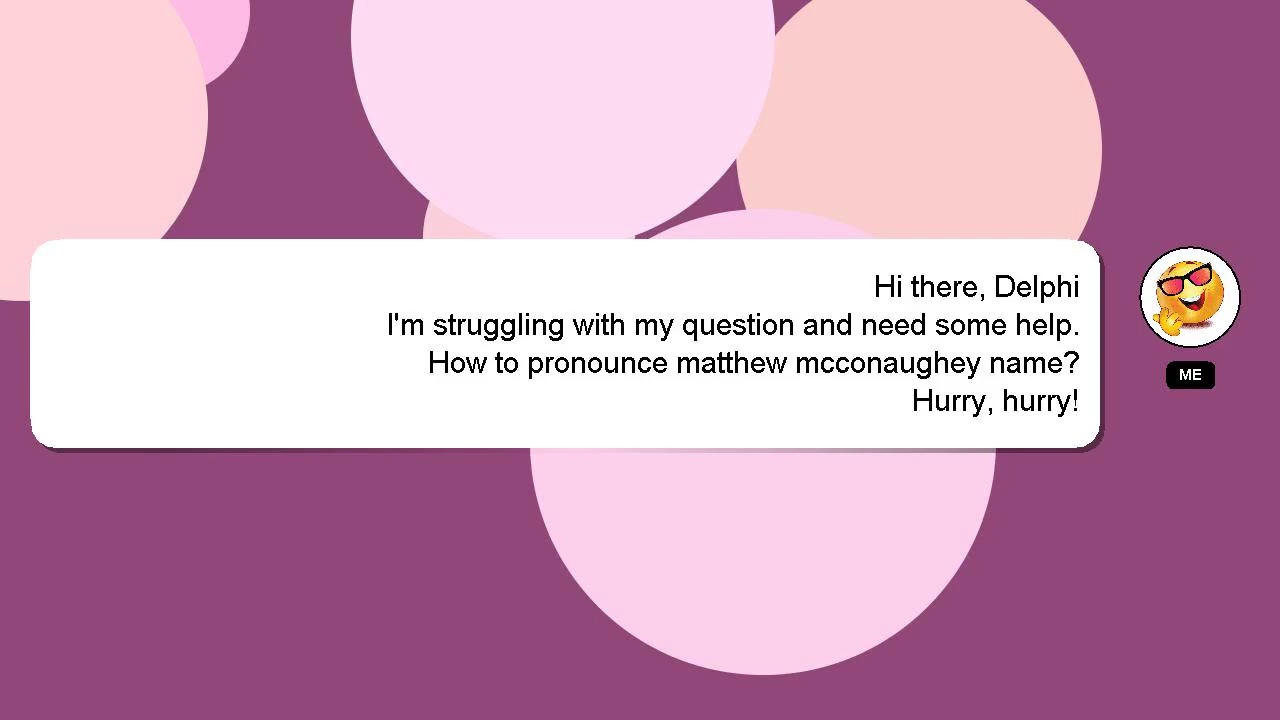 Hi there, Delphi
I'm struggling with my question and need some help.
How to pronounce matthew mcconaughey name?
Hurry, hurry!
ME